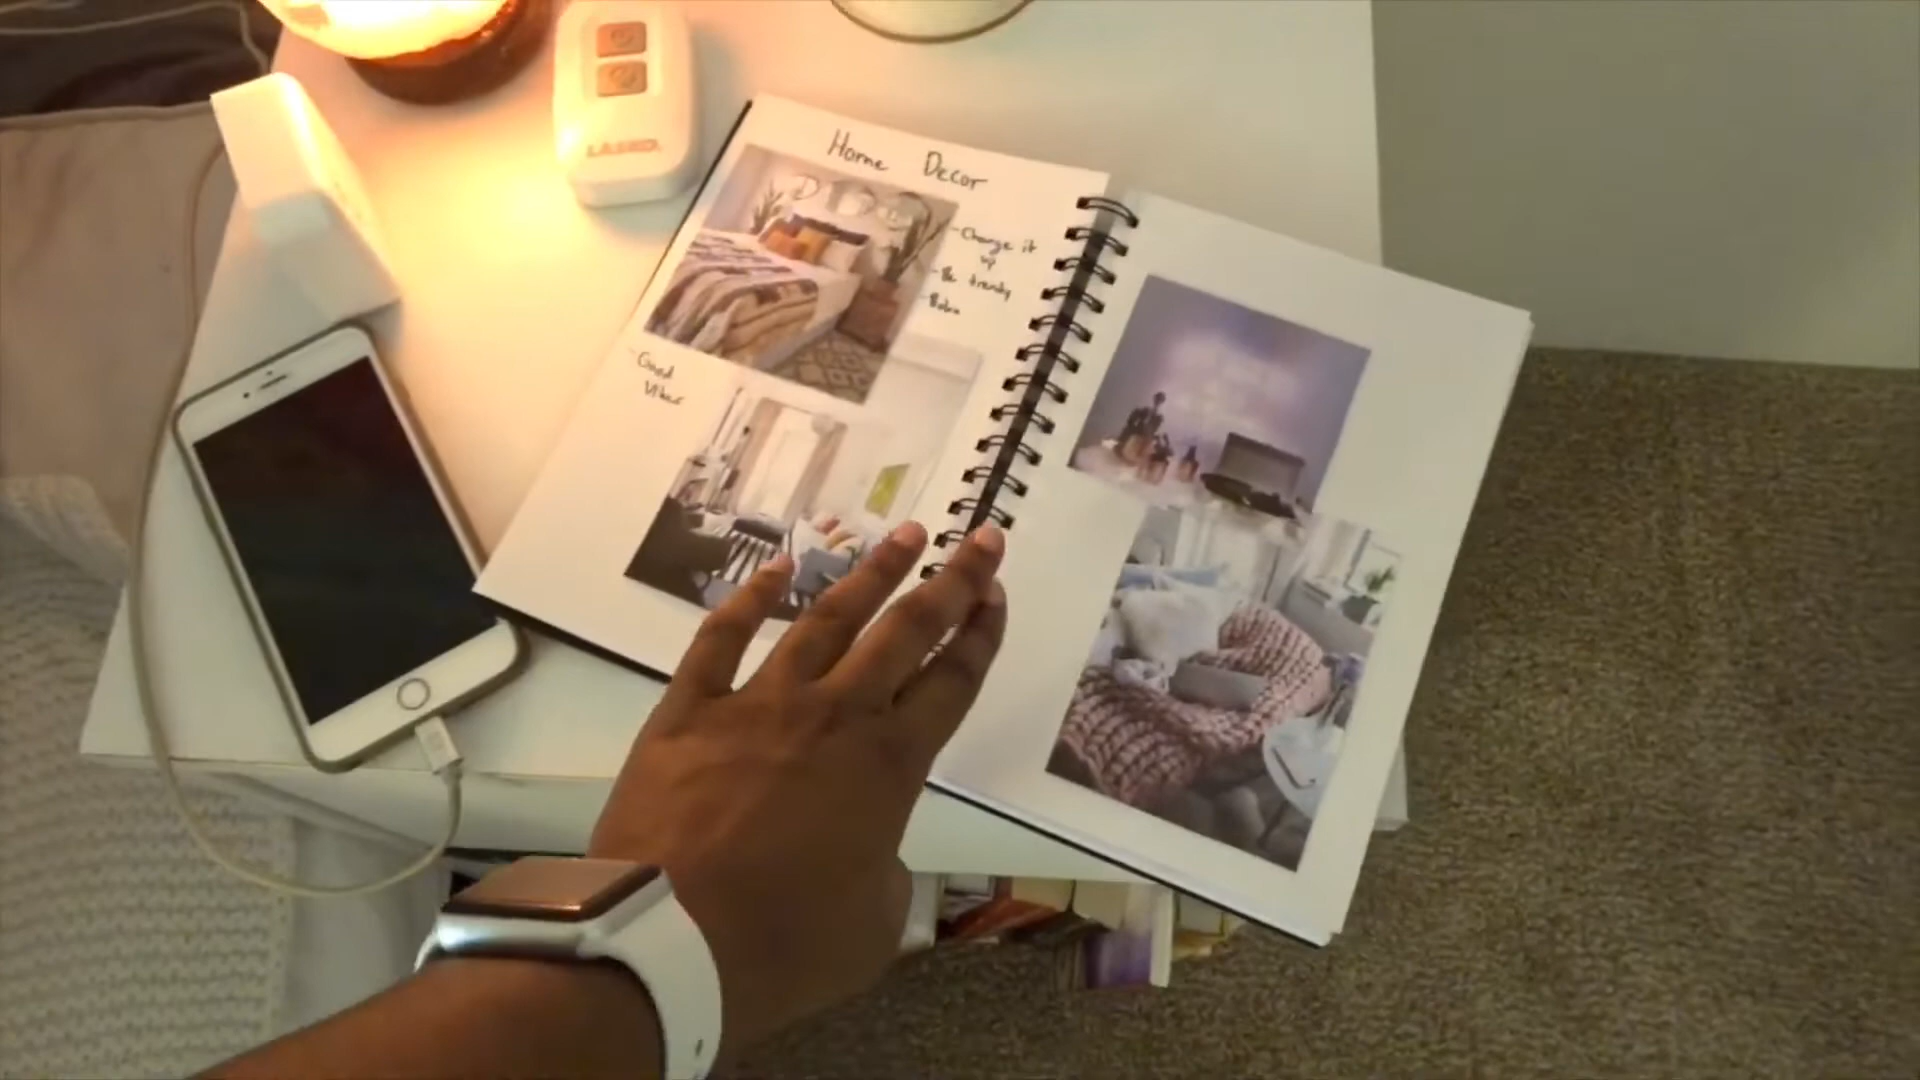 LASKO
Home Decor
- Change it
up
- Be trendy
- Boho
- Good
Vibes